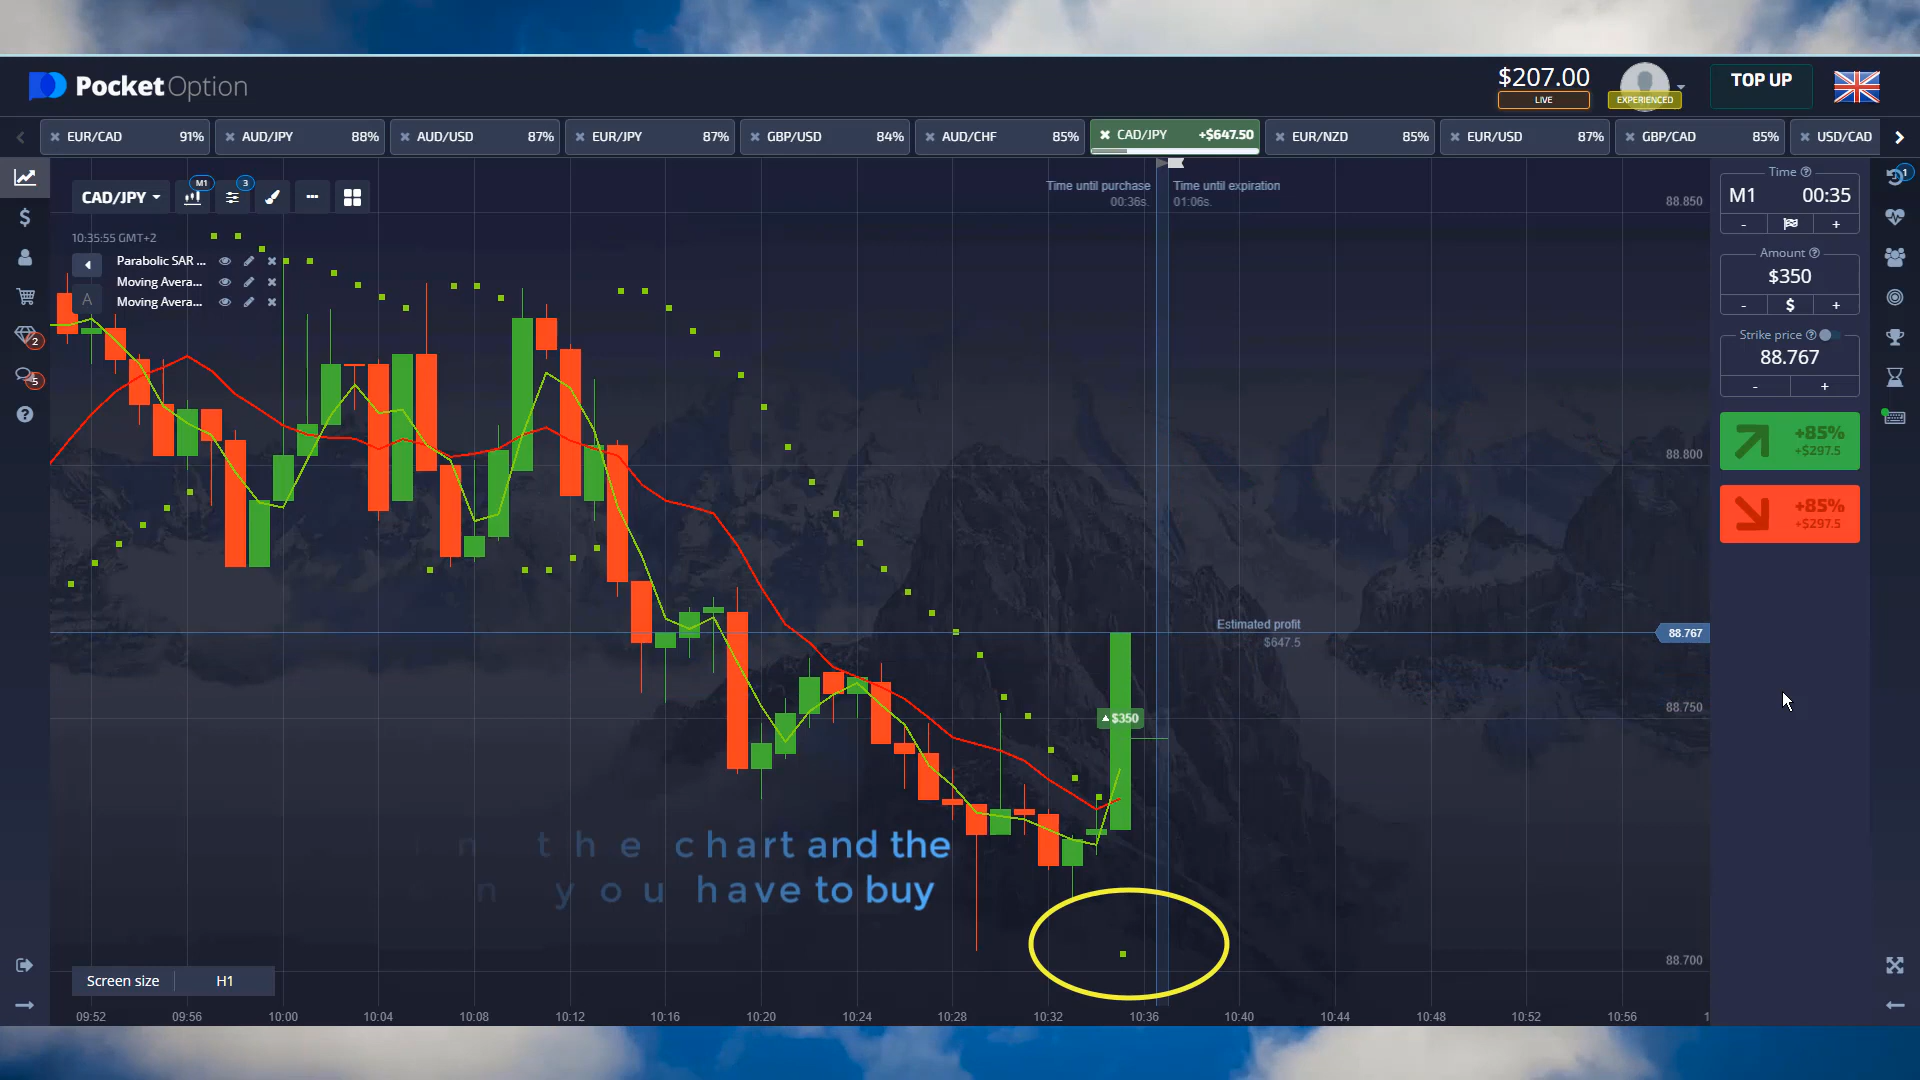 PocketOption
$207.00
LIVE
EXPERIENCED
TOP UP
EUR/CAD 91%
AUD/JPY 88%
AUD/USD 87%
EUR/JPY 87%
GBP/USD 84%
AUD/CHF 85%
CAD/JPY +$647.50
EUR/NZD 85%
EUR/USD 87%
GBP/CAD 85%
USD/CAD
CAD/JPY
M1
3
Time until purchase
00:36s.
Time until expiration
01:06s.
10:35:55 GMT+2
Parabolic SAR ...
Moving Avera...
A
Moving Avera...
2
5
88.850
88.800
88.767
88.750
88.700
Estimated profit
$647.5
$350
the chart and the
you have to buy
Screen size H1
09:52 09:56 10:00 10:04 10:08 10:12 10:16 10:20 10:24 10:28 10:32 10:36 10:40 10:44 10:48 10:52 10:56
Time
M1 00:35
- +
Amount
$350
- $ +
Strike price
88.767
- +
+85%
+$297.5
+85%
+$297.5
1